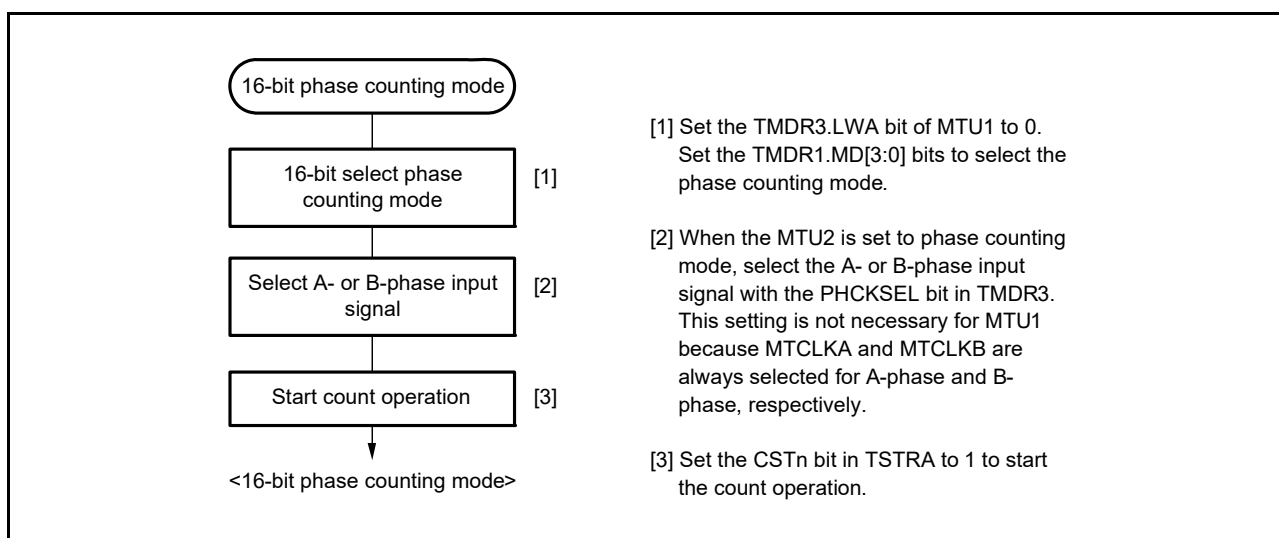 16-bit phase counting mode
16-bit select phase
counting mode
[1]
Select A- or B-phase input
signal
[2]
Start count operation
[3]
<16-bit phase counting mode>
[1] Set the TMDR3.LWA bit of MTU1 to 0.
Set the TMDR1.MD[3:0] bits to select the
phase counting mode.
[2] When the MTU2 is set to phase counting
mode, select the A- or B-phase input
signal with the PHCKSEL bit in TMDR3.
This setting is not necessary for MTU1
because MTCLKA and MTCLKB are
always selected for A-phase and B-
phase, respectively.
[3] Set the CSTn bit in TSTRA to 1 to start
the count operation.